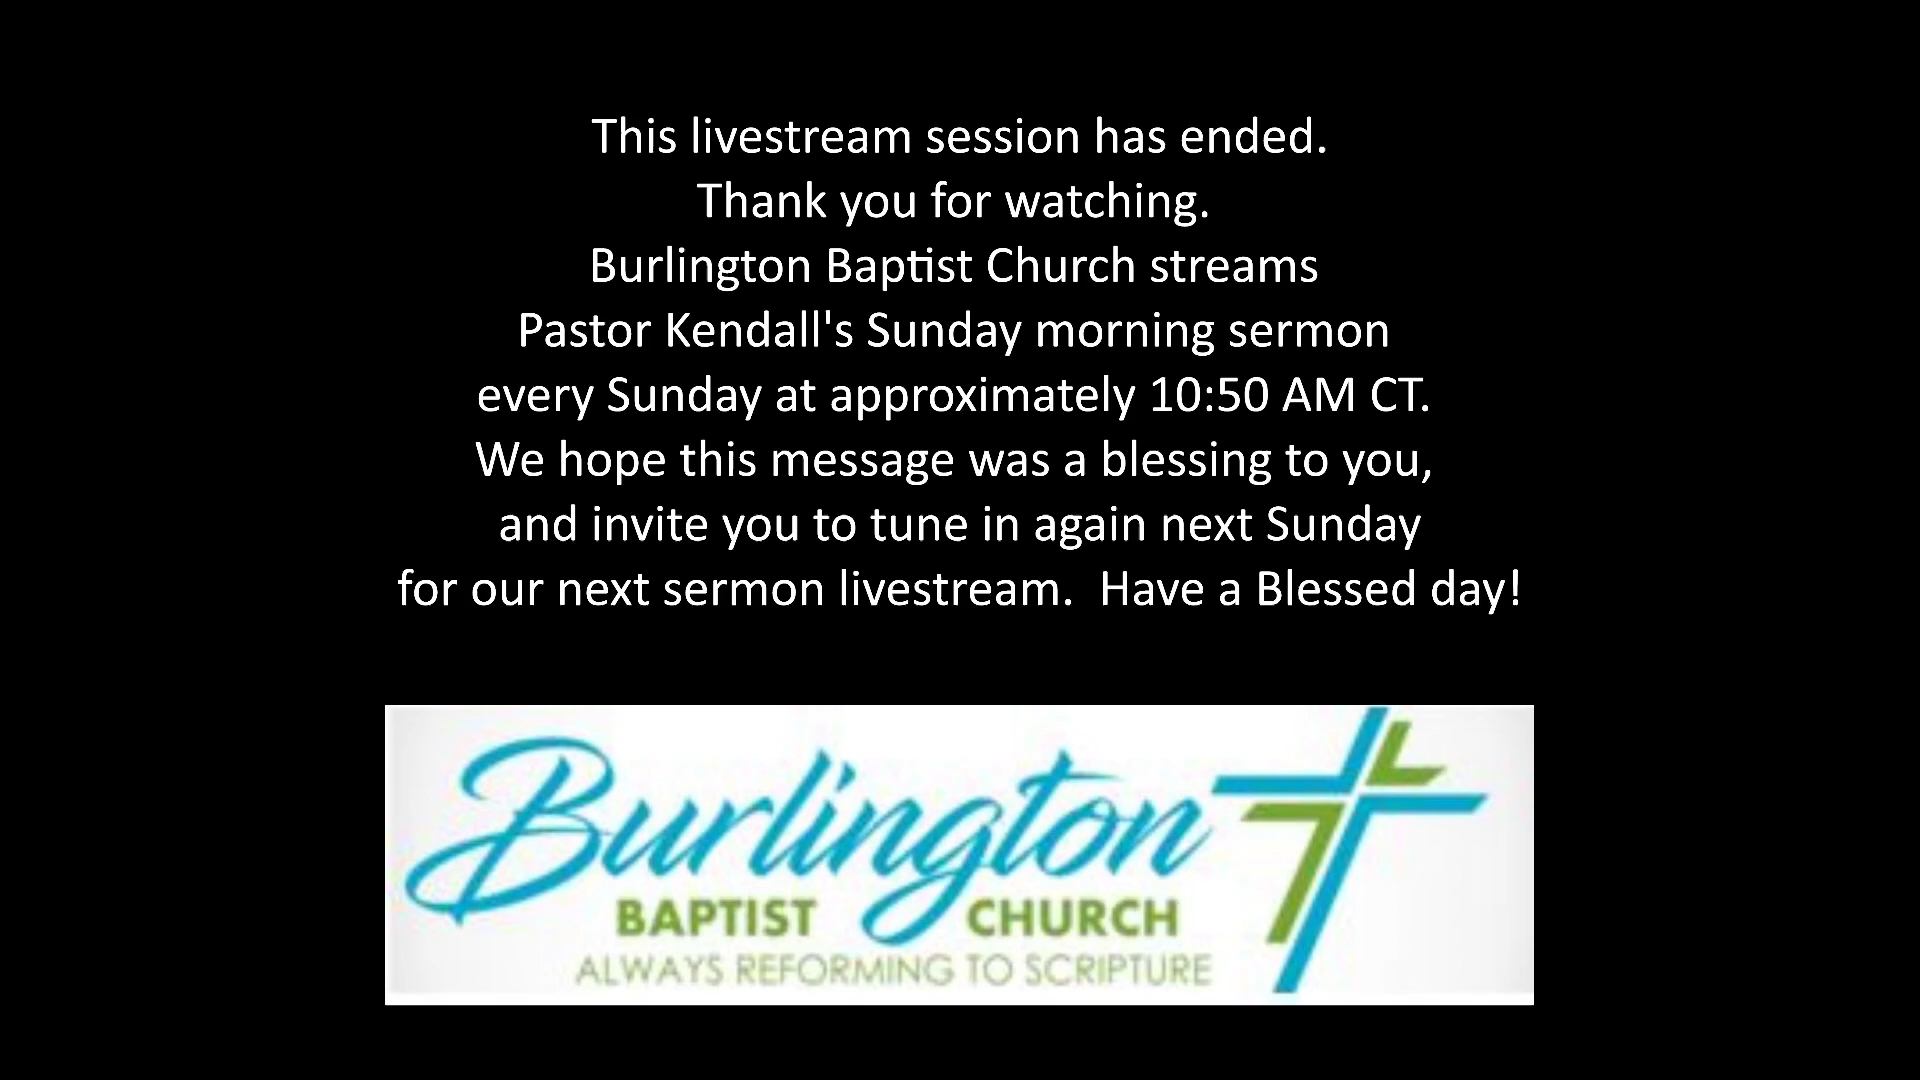 This livestream session has ended.
Thank you for watching.
Burlington Baptist Church streams
Pastor Kendall's Sunday morning sermon
every Sunday at approximately 10:50 AM CT.
We hope this message was a blessing to you,
and invite you to tune in again next Sunday
for our next sermon livestream.  Have a Blessed day!
Burlington
BAPTIST CHURCH
ALWAYS REFORMING TO SCRIPTURE